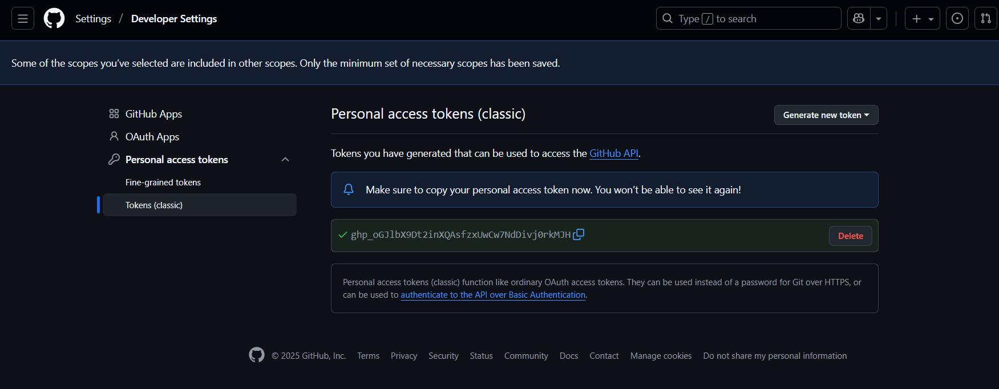 Settings / Developer Settings
Type / to search
Some of the scopes you’ve selected are included in other scopes. Only the minimum set of necessary scopes has been saved.
GitHub Apps
OAuth Apps
Personal access tokens
Fine-grained tokens
Tokens (classic)
Personal access tokens (classic)
Generate new token
Tokens you have generated that can be used to access the GitHub API.
Make sure to copy your personal access token now. You won’t be able to see it again!
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
Delete
Personal access tokens (classic) function like ordinary OAuth access tokens. They can be used instead of a password for Git over HTTPS, or
can be used to authenticate to the API over Basic Authentication.
© 2025 GitHub, Inc. Terms Privacy Security Status Community Docs Contact Manage cookies Do not share my personal information